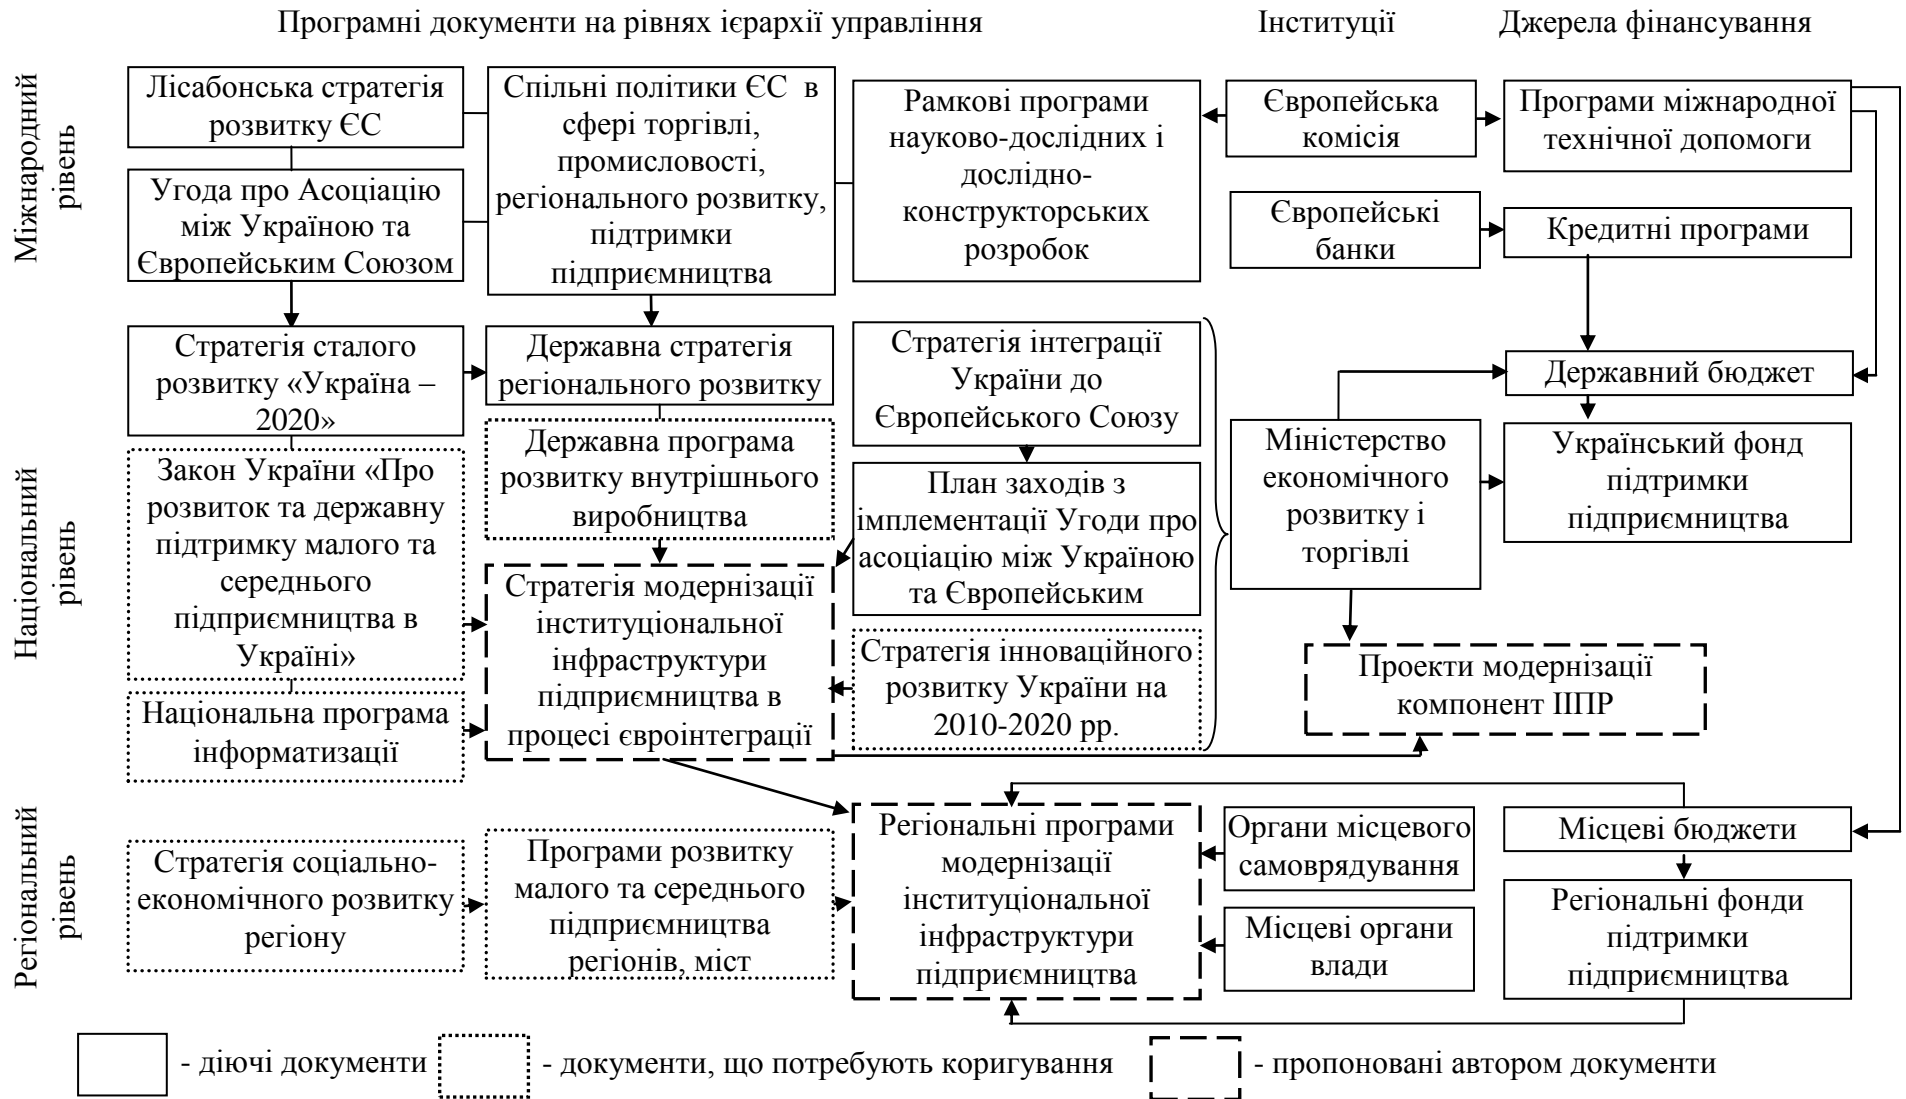 Програмні документи на рівнях ієрархії управління
Інституції
Джерела фінансування
Міжнародний
рівень
Лісабонська стратегія
розвитку ЄС
Угода про Асоціацію
між Україною та
Європейським Союзом
Спільні політики ЄС в
сфері торгівлі,
промисловості,
регіонального розвитку,
підтримки
підприємництва
Рамкові програми
науково-дослідних і
дослідно-
конструкторських
розробок
Європейська
комісія
Європейські
банки
Програми міжнародної
технічної допомоги
Кредитні програми
Національний
рівень
Стратегія сталого
розвитку «Україна –
2020»
Закон України «Про
розвиток та державну
підтримку малого та
середнього
підприємництва в
Україні»
Національна програма
інформатизації
Державна стратегія
регіонального розвитку
Державна програма
розвитку внутрішнього
виробництва
Стратегія модернізації
інституціональної
інфраструктури
підприємництва в
процесі євроінтеграції
Стратегія інтеграції
України до
Європейського Союзу
План заходів з
імплементації Угоди про
асоціацію між Україною
та Європейським
Стратегія інноваційного
розвитку України на
2010-2020 рр.
Міністерство
економічного
розвитку і
торгівлі
Державний бюджет
Український фонд
підтримки
підприємництва
Проекти модернізації
компонент ІІПР
Регіональний
рівень
Стратегія соціально-
економічного розвитку
регіону
Програми розвитку
малого та середнього
підприємництва
регіонів, міст
Регіональні програми
модернізації
інституціональної
інфраструктури
підприємництва
Органи місцевого
самоврядування
Місцеві органи
влади
Місцеві бюджети
Регіональні фонди
підтримки
підприємництва
- діючі документи
- документи, що потребують коригування
- пропоновані автором документи